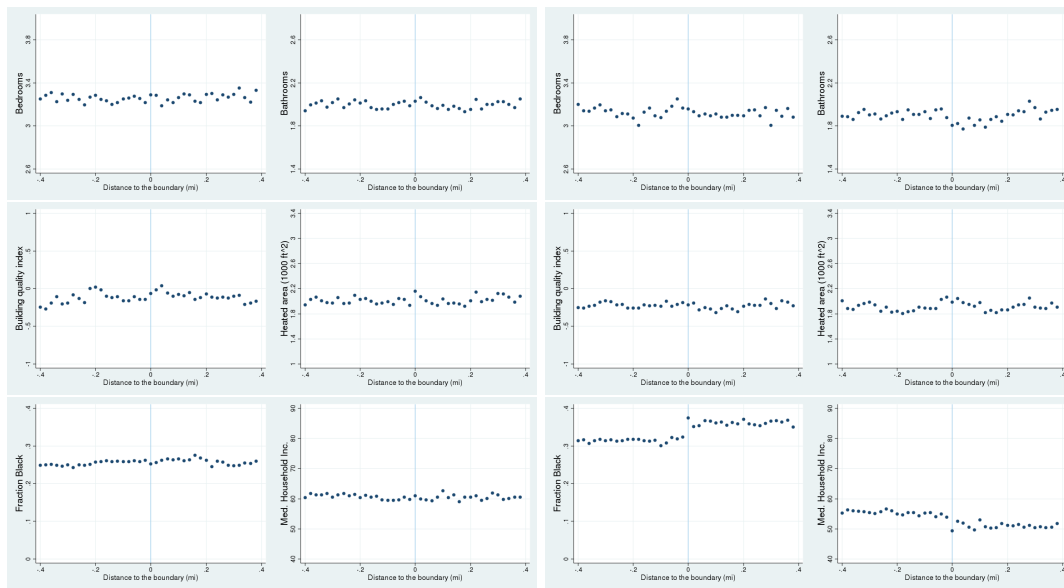 Bedrooms
2.6 3 3.4 3.8
-.4 -.2 0 .2 .4
Distance to the boundary (mi)
Bathrooms
1.4 1.8 2.2 2.6
-.4 -.2 0 .2 .4
Distance to the boundary (mi)
Bedrooms
2.6 3 3.4 3.8
-.4 -.2 0 .2 .4
Distance to the boundary (mi)
Bathrooms
1.4 1.8 2.2 2.6
-.4 -.2 0 .2 .4
Distance to the boundary (mi)
Building quality index
-1 -.5 0 .5 1
-.4 -.2 0 .2 .4
Distance to the boundary (mi)
Heated area (1000 ft^2)
1 1.4 1.8 2.2 2.6 3 3.4
-.4 -.2 0 .2 .4
Distance to the boundary (mi)
Building quality index
-1 -.5 0 .5 1
-.4 -.2 0 .2 .4
Distance to the boundary (mi)
Heated area (1000 ft^2)
1 1.4 1.8 2.2 2.6 3 3.4
-.4 -.2 0 .2 .4
Distance to the boundary (mi)
Fraction Black
0 .1 .2 .3 .4
-.4 -.2 0 .2 .4
Distance to the boundary (mi)
Med. Household Inc.
40 50 60 70 80 90
-.4 -.2 0 .2 .4
Distance to the boundary (mi)
Fraction Black
0 .1 .2 .3 .4
-.4 -.2 0 .2 .4
Distance to the boundary (mi)
Med. Household Inc.
40 50 60 70 80 90
-.4 -.2 0 .2 .4
Distance to the boundary (mi)